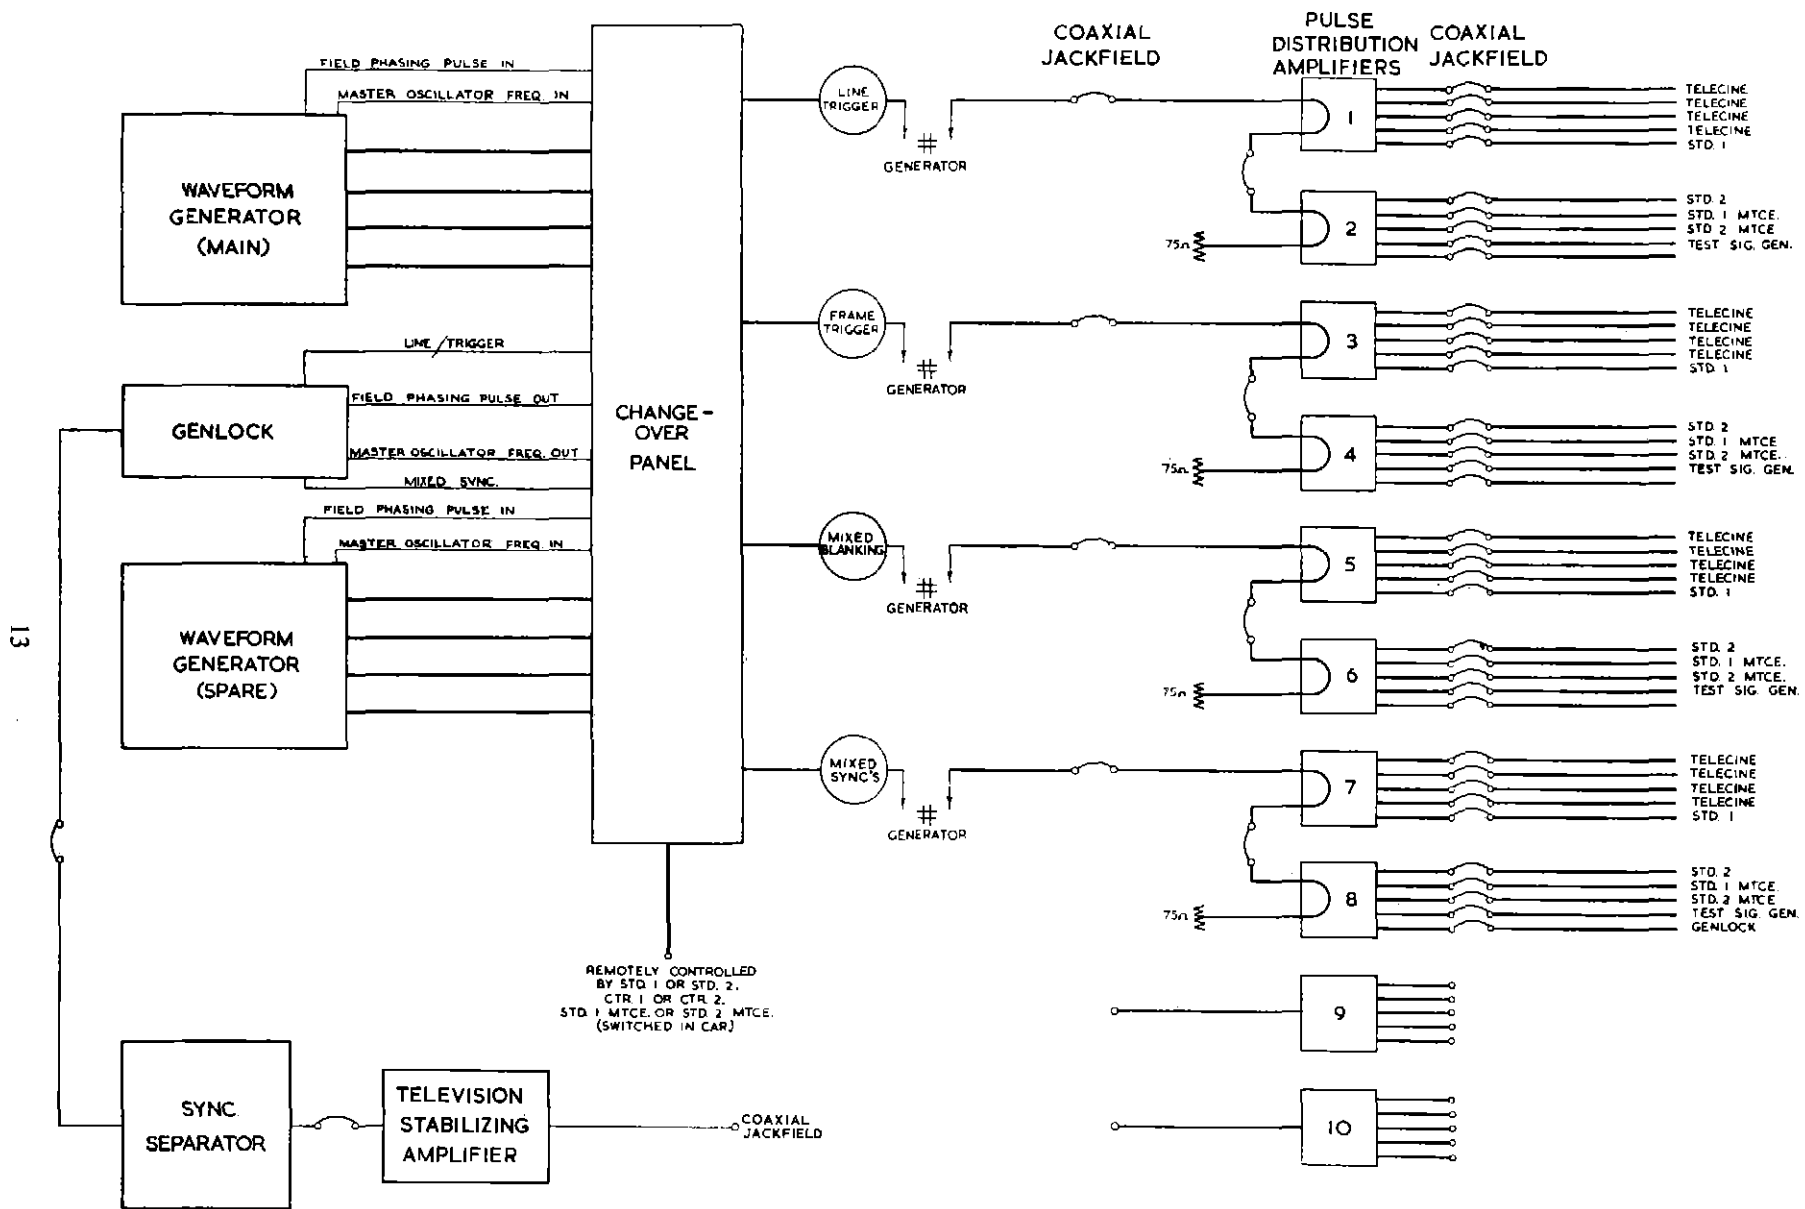 COAXIAL
JACKFIELD
PULSE
DISTRIBUTION
AMPLIFIERS
COAXIAL
JACKFIELD
FIELD PHASING PULSE IN
MASTER OSCILLATOR FREQ. IN
WAVEFORM
GENERATOR
(MAIN)
LINE TRIGGER
GENLOCK
FIELD PHASING PULSE OUT
MASTER OSCILLATOR FREQ. OUT
MIXED SYNC.
FIELD PHASING PULSE IN
MASTER OSCILLATOR FREQ. IN
WAVEFORM
GENERATOR
(SPARE)
CHANGE-
OVER
PANEL
REMOTELY CONTROLLED
BY STD. 1 OR STD. 2.
CTR. 1 OR CTR 2.
STD. 1 MTCE. OR STD. 2 MTCE.
(SWITCHED IN CAR)
SYNC.
SEPARATOR
TELEVISION
STABILIZING
AMPLIFIER
COAXIAL
JACKFIELD
LINE
TRIGGER
#
GENERATOR
1
TELECINE
TELECINE
TELECINE
TELECINE
STD. 1
75Ω
2
STD. 2
STD. 1 MTCE.
STD 2 MTCE
TEST SIG. GEN.
FRAME
TRIGGER
#
GENERATOR
3
TELECINE
TELECINE
TELECINE
TELECINE
STD. 1
75Ω
4
STD. 2
STD. 1 MTCE
STD. 2 MTCE.
TEST SIG. GEN.
MIXED
BLANKING
#
GENERATOR
5
TELECINE
TELECINE
TELECINE
TELECINE
STD. 1
75Ω
6
STD. 2
STD. 1 MTCE.
STD. 2 MTCE.
TEST SIG. GEN.
MIXED
SYNC'S
#
GENERATOR
7
TELECINE
TELECINE
TELECINE
TELECINE
STD. 1
75Ω
8
STD. 2
STD. 1 MTCE.
STD. 2 MTCE
TEST SIG. GEN.
GENLOCK
9
10
13